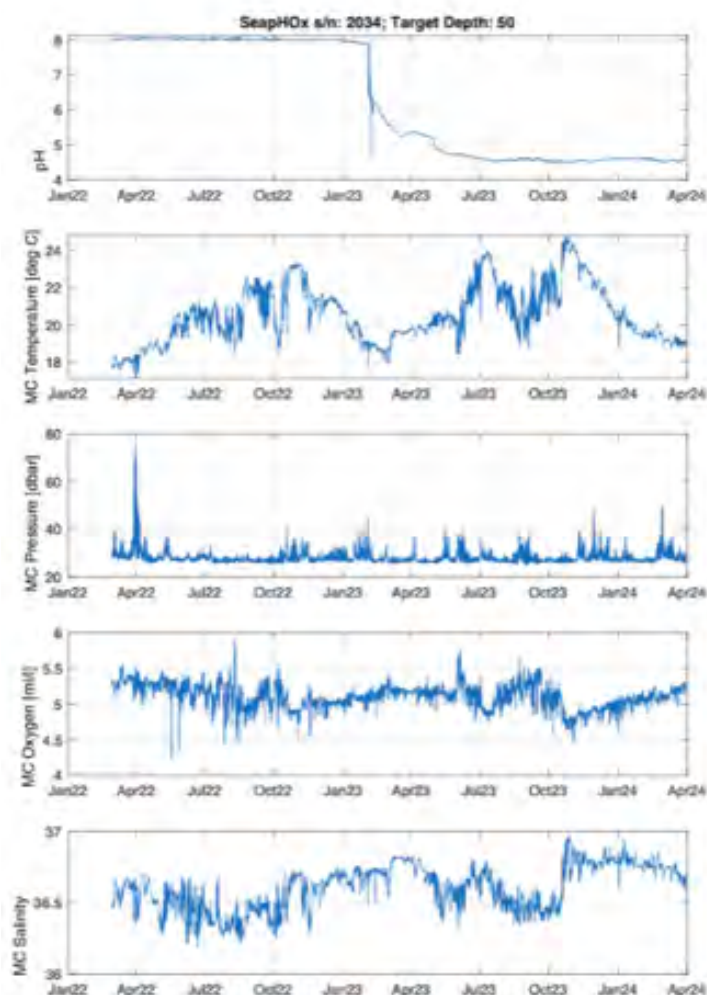 SeapHOx s/n: 2034; Target Depth: 50
pH
8
7
6
5
4
Jan22 Apr22 Jul22 Oct22 Jan23 Apr23 Jul23 Oct23 Jan24 Apr24
MC Temperature [deg C]
24
22
20
18
Jan22 Apr22 Jul22 Oct22 Jan23 Apr23 Jul23 Oct23 Jan24 Apr24
MC Pressure [dbar]
80
60
40
20
Jan22 Apr22 Jul22 Oct22 Jan23 Apr23 Jul23 Oct23 Jan24 Apr24
MC Oxygen [ml/l]
6
5.5
5
4.5
4
Jan22 Apr22 Jul22 Oct22 Jan23 Apr23 Jul23 Oct23 Jan24 Apr24
MC Salinity
37
36.5
36
Jan22 Apr22 Jul22 Oct22 Jan23 Apr23 Jul23 Oct23 Jan24 Apr24